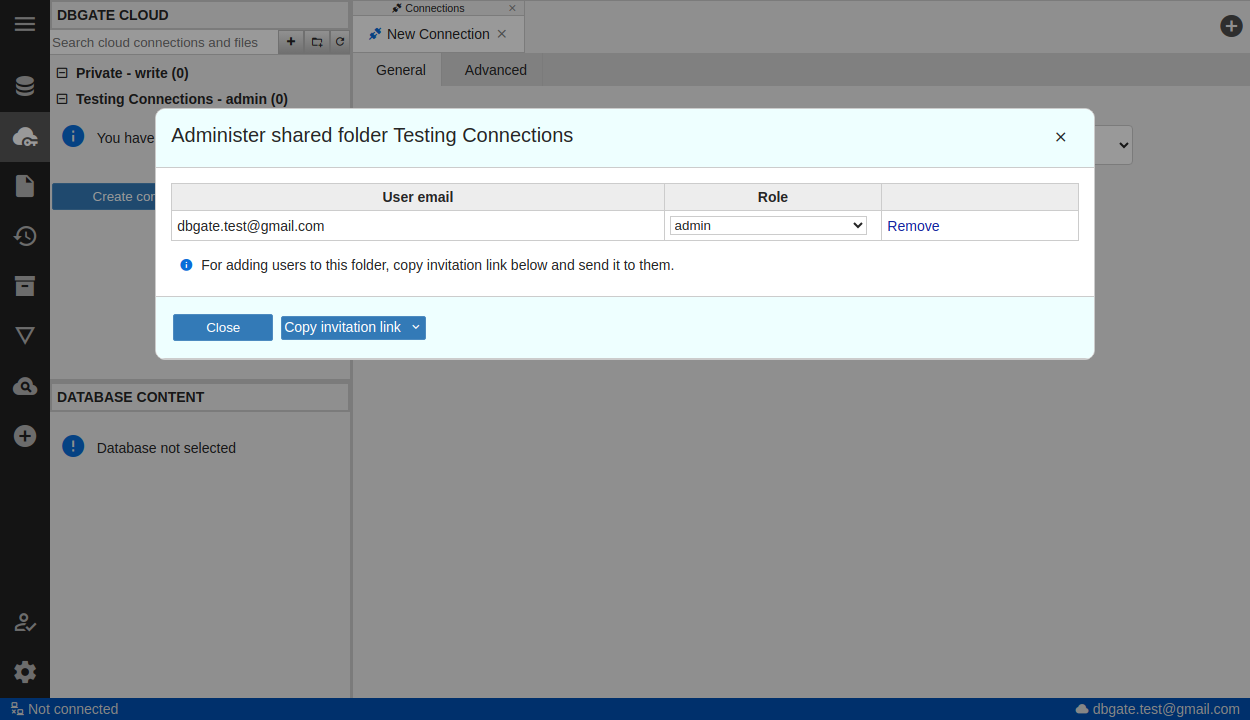 DBGATE CLOUD
Search cloud connections and files
Private - write (0)
Testing Connections - admin (0)
You have
Create con
Connections
New Connection
General
Advanced
Administer shared folder Testing Connections
User email
Role
dbgate.test@gmail.com
admin
Remove
For adding users to this folder, copy invitation link below and send it to them.
Close
Copy invitation link
DATABASE CONTENT
Database not selected
Not connected
dbgate.test@gmail.com